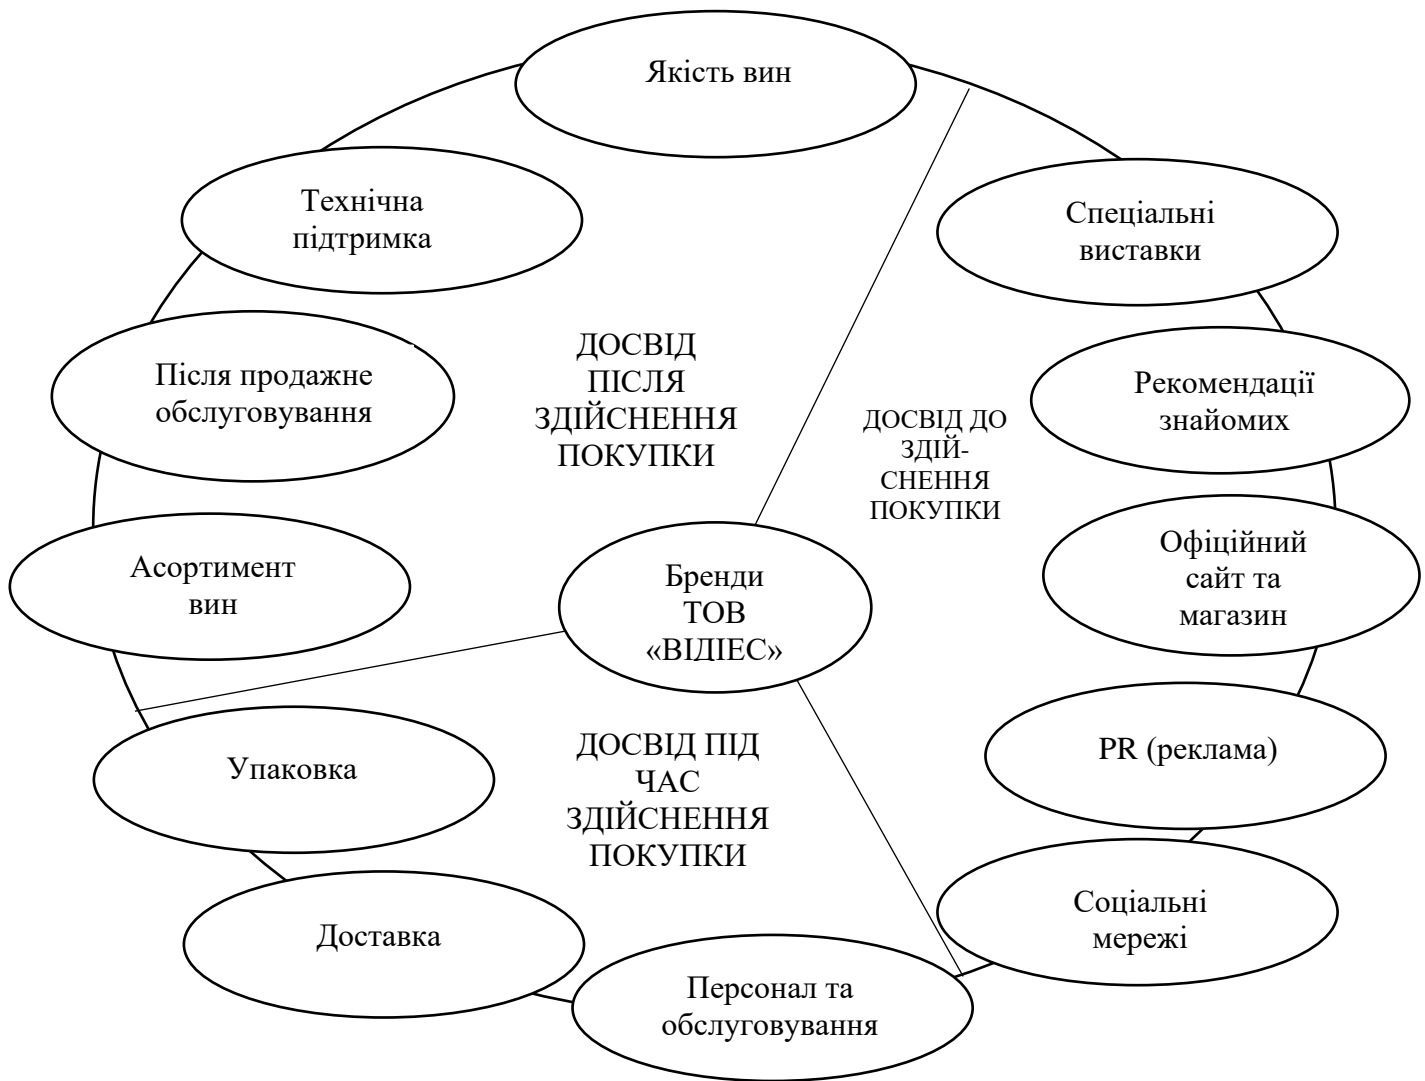 Якість вин
Технічна
підтримка
Спеціальні
виставки
Після продажне
обслуговування
ДОСВІД
ПІСЛЯ
ЗДІЙСНЕННЯ
ПОКУПКИ
ДОСВІД ДО
ЗДІЙ-
СНЕННЯ
ПОКУПКИ
Рекомендації
знайомих
Асортимент
вин
Бренди
ТОВ
«ВІДІЕС»
Офіційний
сайт та
магазин
Упаковка
ДОСВІД ПІД
ЧАС
ЗДІЙСНЕННЯ
ПОКУПКИ
PR (реклама)
Доставка
Персонал та
обслуговування
Соціальні
мережі